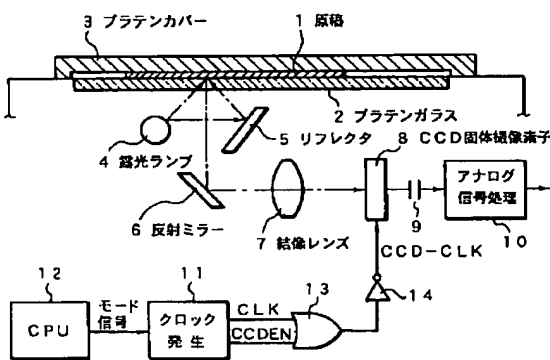 3 プラテンカバー
1 原稿
2 プラテンガラス
5 リフレクタ
4 露光ランプ
8 CCD固体撮像素子
6 反射ミラー
7 結像レンズ
9
アナログ
信号処理
10
CCD-CLK
12
CPU
モード
信号
11
クロック
発生
CLK
CCDEN
13
14